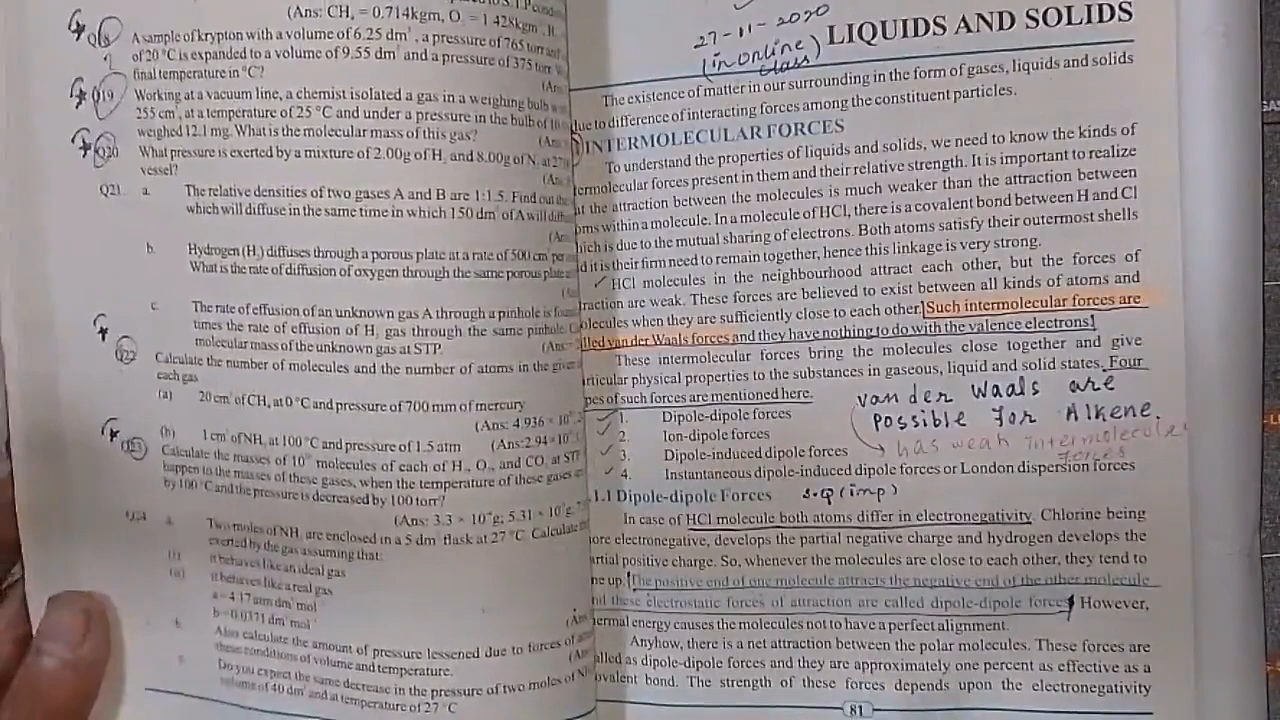 (Ans: CH₄ = 0.714kgm, O₂ = 1.428kgm
Q18 A sample of krypton with a volume of 6.25 dm³, a pressure of 765 torr and
of 20 °C is expanded to a volume of 9.55 dm³ and a pressure of 375 torr
final temperature in °C?
(Ans
Q19 Working at a vacuum line, a chemist isolated a gas in a weighing bulb
255 cm³, at a temperature of 25 °C and under a pressure in the bulb of 10
weighed 12.1 mg. What is the molecular mass of this gas?
(Ans
Q20 What pressure is exerted by a mixture of 2.00g of H₂ and 8.00g of N₂ at 27
vessel?
(An
Q21 a. The relative densities of two gases A and B are 1:1.5. Find out the
which will diffuse in the same time in which 150 dm³ of A will diff
(An
b. Hydrogen (H₂) diffuses through a porous plate at a rate of 500 cm³ per
What is the rate of diffusion of oxygen through the same porous plate
c. The rate of effusion of an unknown gas A through a pinhole is
times the rate of effusion of H₂ gas through the same pinhole.
molecular mass of the unknown gas at STP. (Ans:
Q22 Calculate the number of molecules and the number of atoms in the given
each gas
(a) 20 cm³ of CH₄ at 0 °C and pressure of 700 mm of mercury
(Ans: 4.936 × 10
(b) 1 cm³ of NH₃ at 100 °C and pressure of 1.5 atm (Ans:2.94 × 10
Q23 Calculate the masses of 10 molecules of each of H₂, O₂, and CO₂ at STP
happen to the masses of these gases, when the temperature of these gases
by 100 °C and the pressure is decreased by 100 torr?
(Ans: 3.3 × 10 g; 5.31 × 10 g
Q24 a. Two moles of NH₃ are enclosed in a 5 dm³ flask at 27 °C Calculate
exerted by the gas assuming that:
(i) it behaves like an ideal gas
(ii) it behaves like a real gas
a = 4.17 atm dm mol
b = 0.0371 dm³ mol
(Ans
b. Also calculate the amount of pressure lessened due to forces of
these conditions of volume and temperature.
(An
c. Do you expect the same decrease in the pressure of two moles of NH
volume of 40 dm³ and at temperature of 27 °C
27-11-2020
(in online class)
LIQUIDS AND SOLIDS
The existence of matter in our surrounding in the form of gases, liquids and solids
due to difference of interacting forces among the constituent particles.
INTERMOLECULAR FORCES
To understand the properties of liquids and solids, we need to know the kinds of
termolecular forces present in them and their relative strength. It is important to realize
at the attraction between the molecules is much weaker than the attraction between
oms within a molecule. In a molecule of HCl, there is a covalent bond between H and Cl
hich is due to the mutual sharing of electrons. Both atoms satisfy their outermost shells
d it is their firm need to remain together, hence this linkage is very strong.
HCl molecules in the neighbourhood attract each other, but the forces of
traction are weak. These forces are believed to exist between all kinds of atoms and
olecules when they are sufficiently close to each other. Such intermolecular forces are
lled van der Waals forces and they have nothing to do with the valence electrons.
These intermolecular forces bring the molecules close together and give
rticular physical properties to the substances in gaseous, liquid and solid states. Four
pes of such forces are mentioned here.
van der Waals are
possible for Alkene.
has weak intermolecular
forces
1. Dipole-dipole forces
2. Ion-dipole forces
3. Dipole-induced dipole forces
4. Instantaneous dipole-induced dipole forces or London dispersion forces
1.1 Dipole-dipole Forces s.q (imp)
In case of HCl molecule both atoms differ in electronegativity. Chlorine being
ore electronegative, develops the partial negative charge and hydrogen develops the
artial positive charge. So, whenever the molecules are close to each other, they tend to
ne up. The positive end of one molecule attracts the negative end of the other molecule
nd these electrostatic forces of attraction are called dipole-dipole forces. However,
ermal energy causes the molecules not to have a perfect alignment.
Anyhow, there is a net attraction between the polar molecules. These forces are
alled as dipole-dipole forces and they are approximately one percent as effective as a
ovalent bond. The strength of these forces depends upon the electronegativity
81